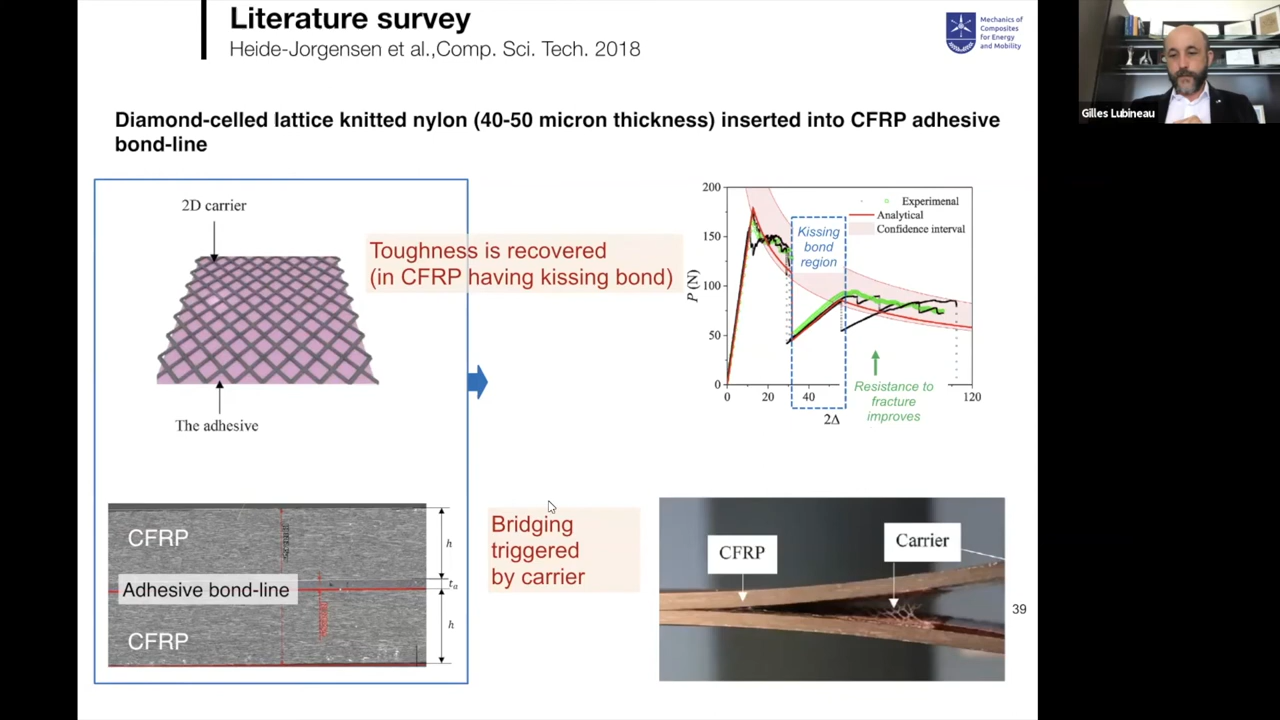 Literature survey
Heide-Jorgensen et al.,Comp. Sci. Tech. 2018
Mechanics of
Composites
for Energy
and Mobility
Gilles Lubineau
Diamond-celled lattice knitted nylon (40-50 micron thickness) inserted into CFRP adhesive
bond-line
2D carrier
The adhesive
Toughness is recovered
(in CFRP having kissing bond)
200
150
100
50
0
P (N)
Experimenal
Analytical
Confidence interval
Kissing
bond
region
0
20
40
120
2Δ
Resistance to
fracture
improves
CFRP
Adhesive bond-line
CFRP
h
tₐ
h
Bridging
triggered
by carrier
CFRP
Carrier
39